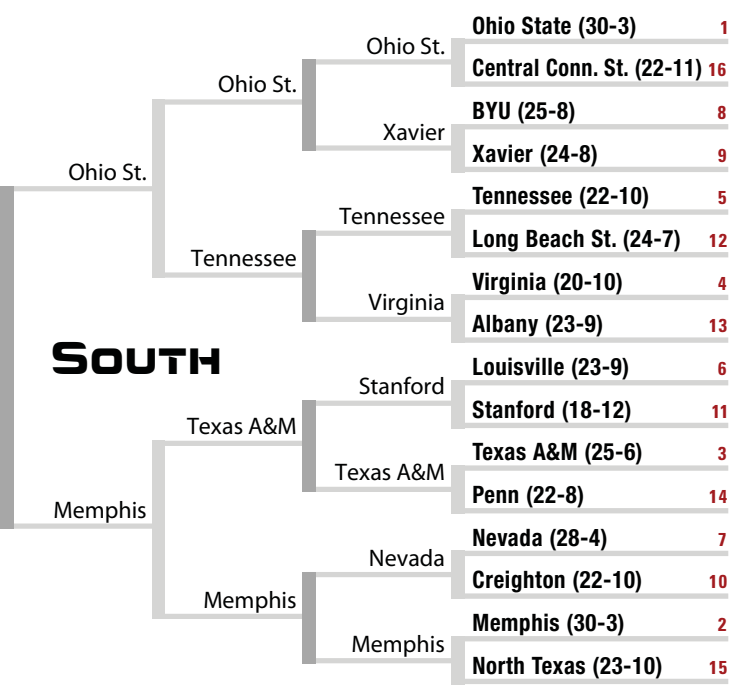 Ohio State (30-3) 1
Ohio St.
Central Conn. St. (22-11) 16
Ohio St.
BYU (25-8) 8
Xavier
Xavier (24-8) 9
Ohio St.
Tennessee (22-10) 5
Tennessee
Long Beach St. (24-7) 12
Tennessee
Virginia (20-10) 4
Virginia
Albany (23-9) 13
South
Louisville (23-9) 6
Stanford
Stanford (18-12) 11
Texas A&M
Texas A&M (25-6) 3
Texas A&M
Penn (22-8) 14
Memphis
Nevada (28-4) 7
Nevada
Creighton (22-10) 10
Memphis
Memphis (30-3) 2
Memphis
North Texas (23-10) 15